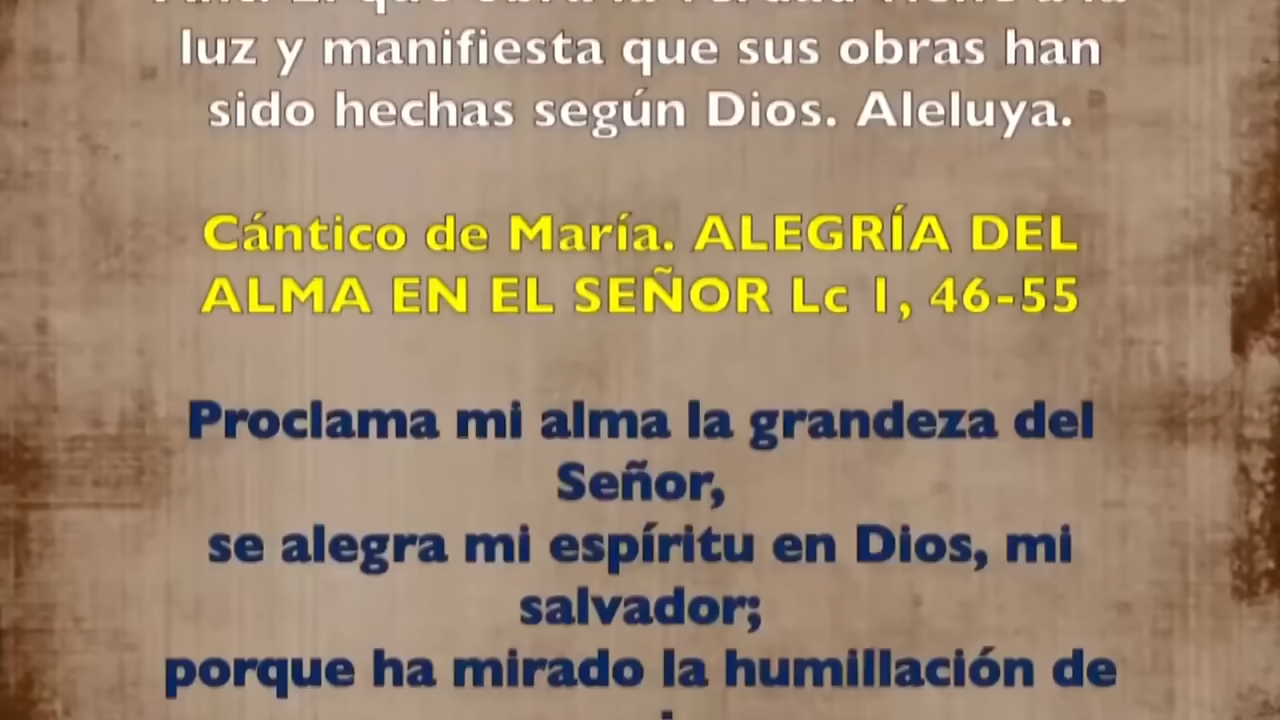 luz y manifiesta que sus obras han
sido hechas según Dios. Aleluya.
Cántico de María. ALEGRÍA DEL
ALMA EN EL SEÑOR Lc 1, 46-55
Proclama mi alma la grandeza del
Señor,
se alegra mi espíritu en Dios, mi
salvador;
porque ha mirado la humillación de